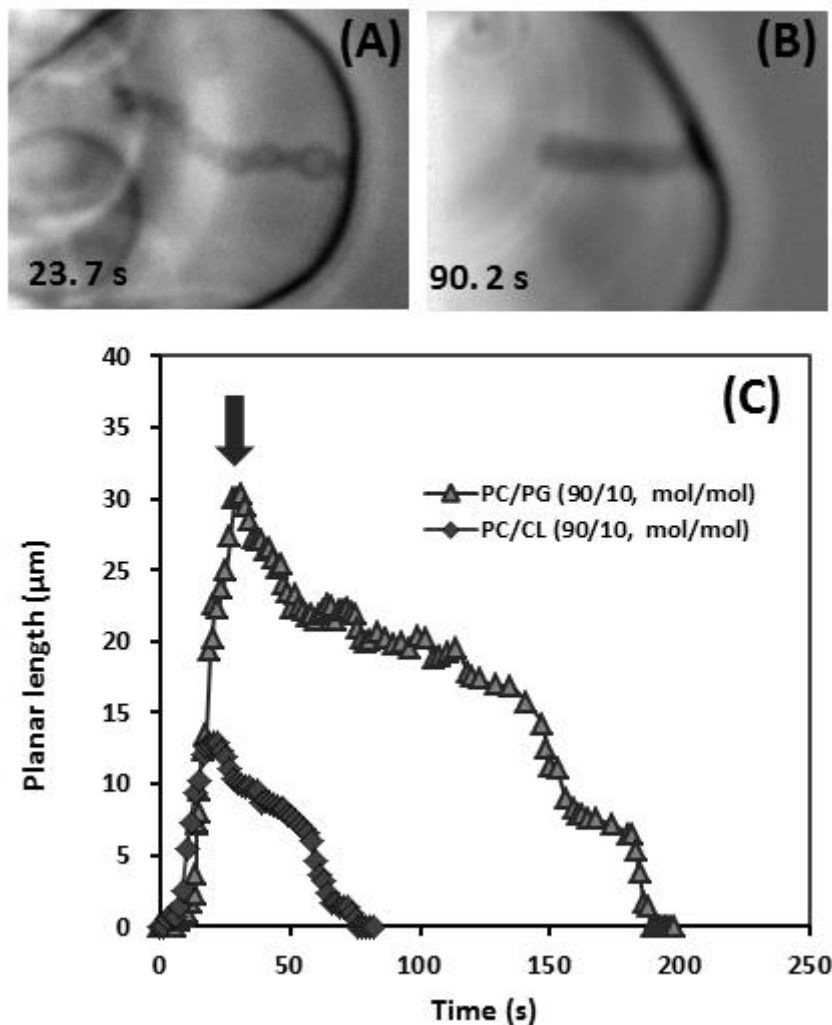 (A)
(B)
23. 7 s
90. 2 s
(C)
40
35
30
25
20
15
10
5
0
Planar length (µm)
PC/PG (90/10, mol/mol)
PC/CL (90/10, mol/mol)
0 50 100 150 200 250
Time (s)